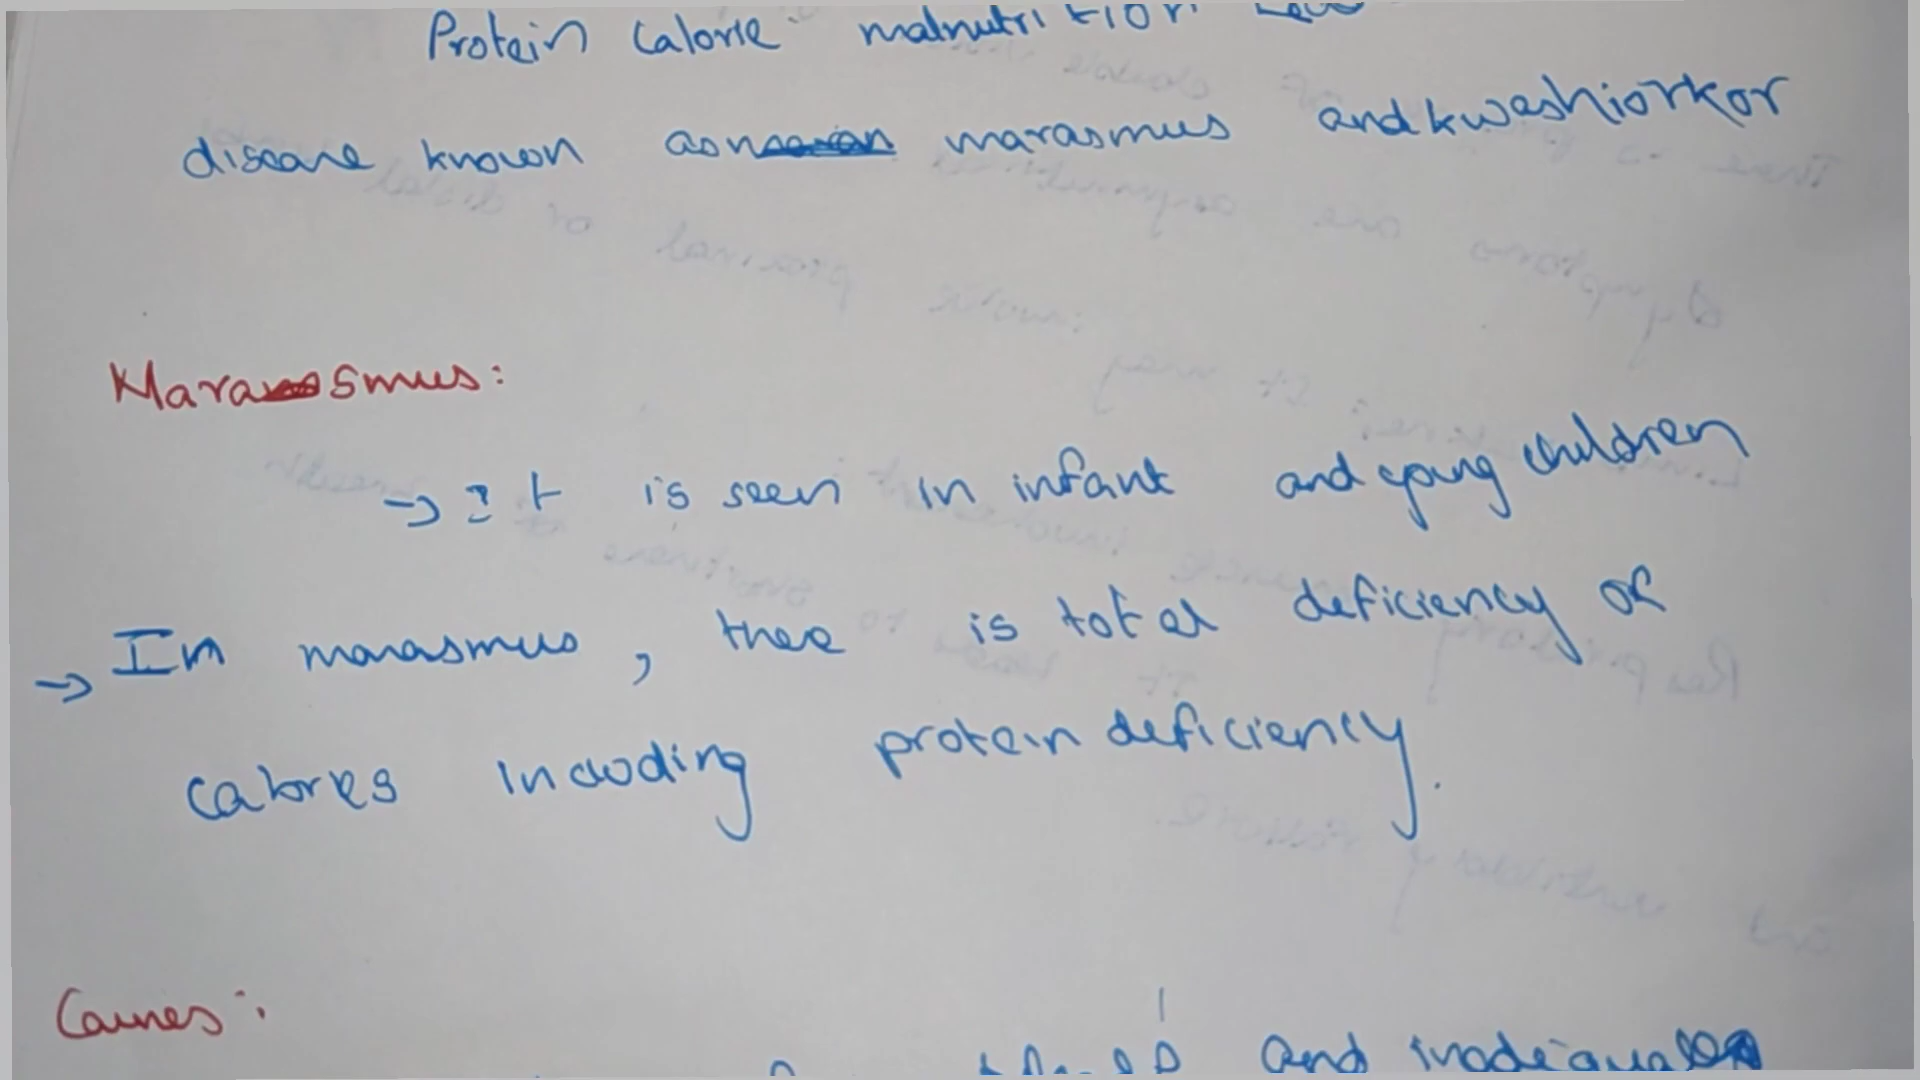 Protein Calorie malnutrition
disease known as marasmus and kwashiorkor
Marasmus:
→ It is seen in infant and young children
→ In marasmus, there is total deficiency of
calories including protein deficiency.
Causes:
and inadequate